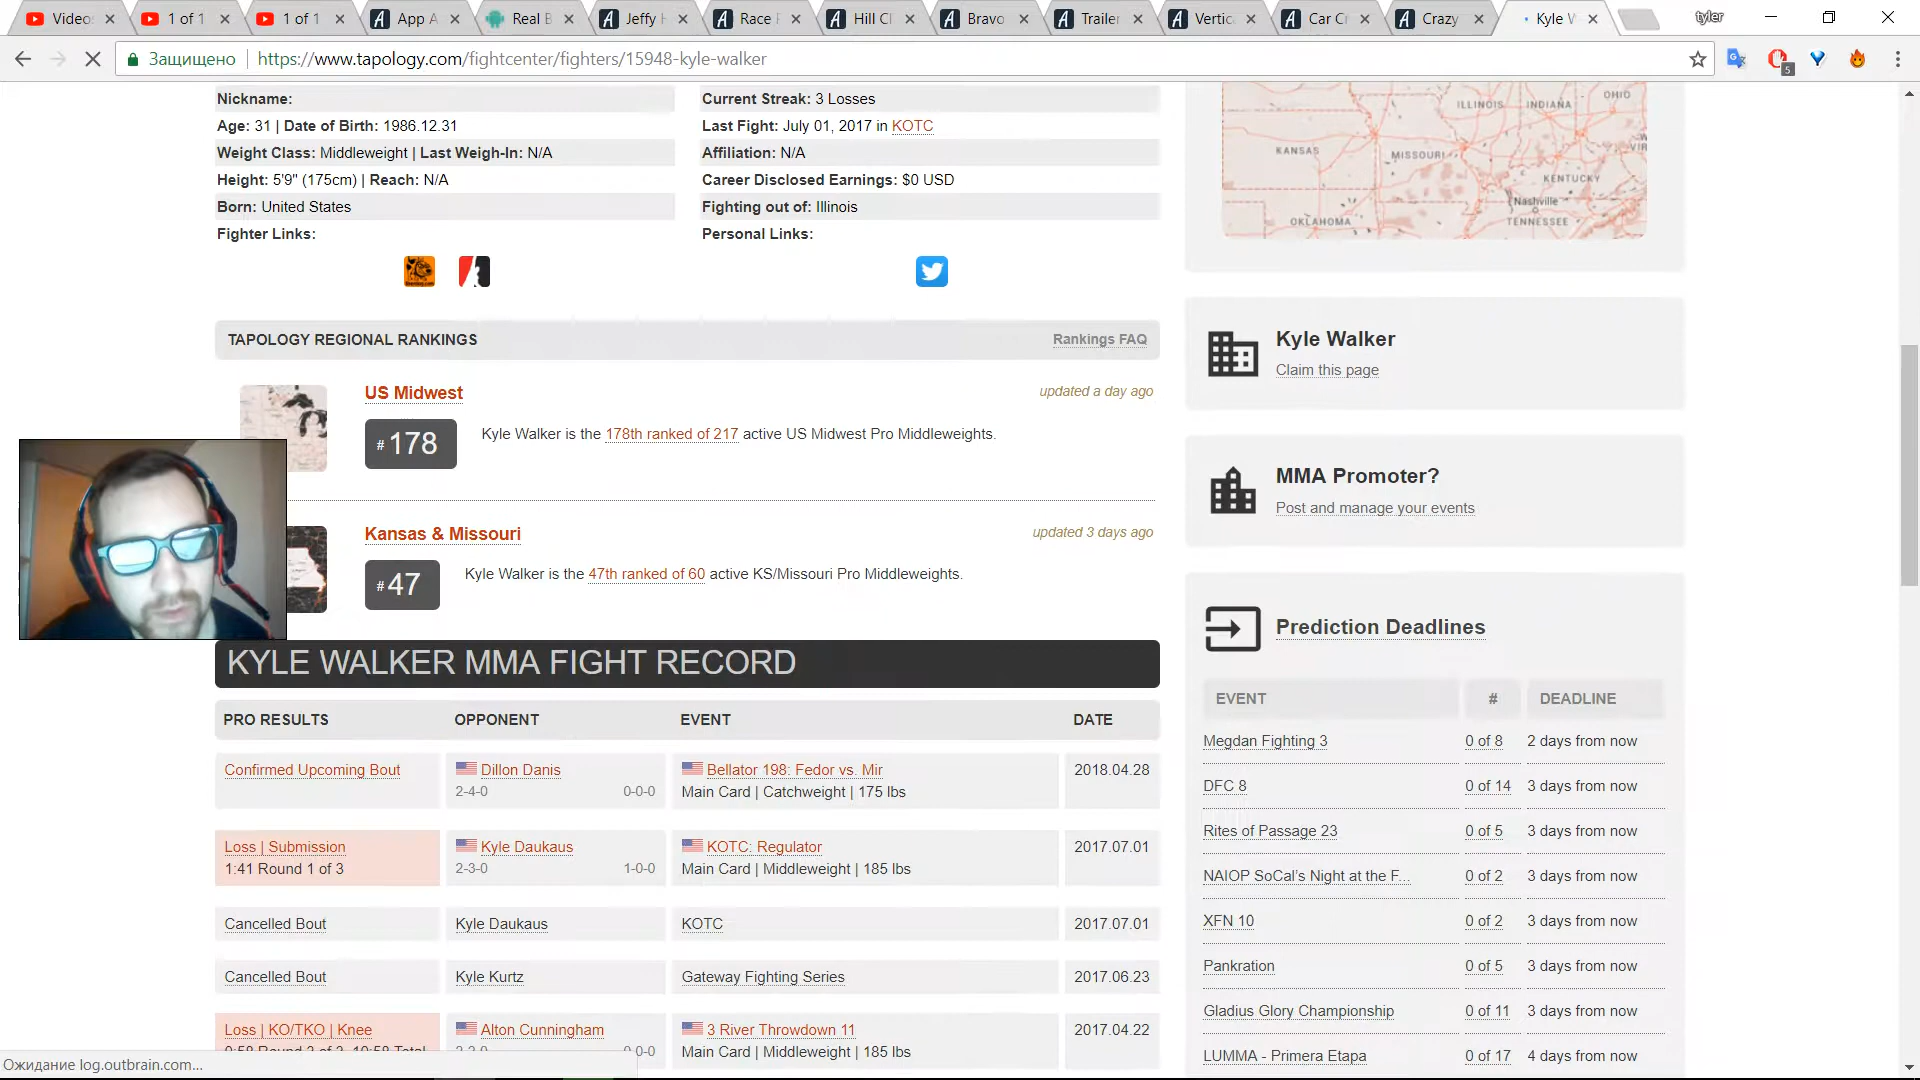 Videos
1 of 1
1 of 1
App A
Real B
Jeffy
Race
Hill Cl
Bravo
Trailer
Vertic
Car Cr
Crazy
Kyle W
tyler
Защищено
https://www.tapology.com/fightcenter/fighters/15948-kyle-walker
5
Nickname:
Current Streak: 3 Losses
Age: 31 | Date of Birth: 1986.12.31
Last Fight: July 01, 2017 in KOTC
Weight Class: Middleweight | Last Weigh-In: N/A
Affiliation: N/A
Height: 5'9" (175cm) | Reach: N/A
Career Disclosed Earnings: $0 USD
Born: United States
Fighting out of: Illinois
Fighter Links:
Personal Links:
ILLINOIS
INDIANA
OHIO
KANSAS
MISSOURI
KENTUCKY
Nashville
OKLAHOMA
TENNESSEE
TAPOLOGY REGIONAL RANKINGS
Rankings FAQ
US Midwest
updated a day ago
#178
Kyle Walker is the 178th ranked of 217 active US Midwest Pro Middleweights.
Kansas & Missouri
updated 3 days ago
#47
Kyle Walker is the 47th ranked of 60 active KS/Missouri Pro Middleweights.
KYLE WALKER MMA FIGHT RECORD
PRO RESULTS OPPONENT EVENT DATE
Confirmed Upcoming Bout
Dillon Danis
2-4-0 0-0-0
Bellator 198: Fedor vs. Mir
Main Card | Catchweight | 175 lbs
2018.04.28
Loss | Submission
1:41 Round 1 of 3
Kyle Daukaus
2-3-0 1-0-0
KOTC: Regulator
Main Card | Middleweight | 185 lbs
2017.07.01
Cancelled Bout Kyle Daukaus KOTC 2017.07.01
Cancelled Bout Kyle Kurtz Gateway Fighting Series 2017.06.23
Loss | KO/TKO | Knee
Alton Cunningham
3 River Throwdown 11
Main Card | Middleweight | 185 lbs
2017.04.22
Kyle Walker
Claim this page
MMA Promoter?
Post and manage your events
Prediction Deadlines
EVENT # DEADLINE
Megdan Fighting 3 0 of 8 2 days from now
DFC 8 0 of 14 3 days from now
Rites of Passage 23 0 of 5 3 days from now
NAIOP SoCal's Night at the F... 0 of 2 3 days from now
XFN 10 0 of 2 3 days from now
Pankration 0 of 5 3 days from now
Gladius Glory Championship 0 of 11 3 days from now
LUMMA - Primera Etapa 0 of 17 4 days from now
Ожидание log.outbrain.com...